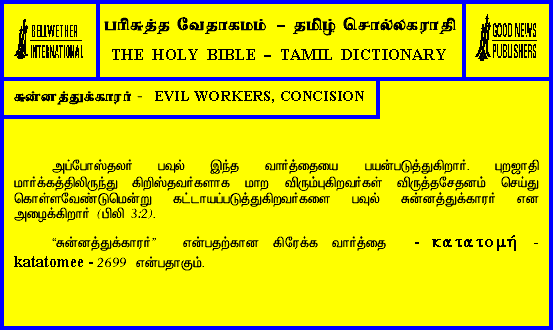 BELLWETHER
INTERNATIONAL
பரிசுத்த வேதாகமம் – தமிழ் சொல்லகராதி
THE HOLY BIBLE – TAMIL DICTIONARY
GOOD NEWS
PUBLISHERS
சுன்னத்துக்காரர் - EVIL WORKERS, CONCISION
அப்போஸ்தலர் பவுல் இந்த வார்த்தையை பயன்படுத்துகிறார். புறஜாதி
மார்க்கத்திலிருந்து கிறிஸ்தவர்களாக மாற விரும்புகிறவர்கள் விருத்தசேதனம் செய்து
கொள்ளவேண்டுமென்று கட்டாயப்படுத்துகிறவர்களை பவுல் சுன்னத்துக்காரர் என
அழைக்கிறார் (பிலி 3:2).
“சுன்னத்துக்காரர்” என்பதற்கான கிரேக்க வார்த்தை - κατατομή -
katatomee - 2699 என்பதாகும்.